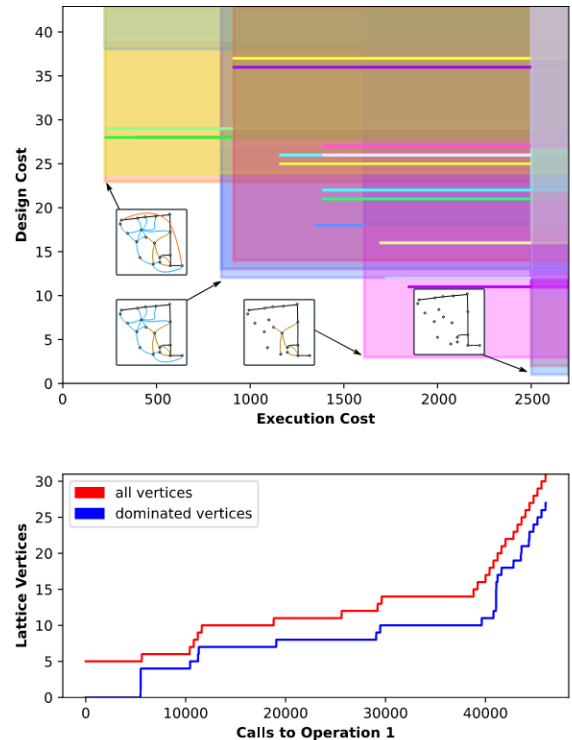 40
35
30
25
20
15
10
5
0
Design Cost
0 500 1000 1500 2000 2500
Execution Cost
30
25
20
15
10
5
0
Lattice Vertices
all vertices
dominated vertices
0 10000 20000 30000 40000
Calls to Operation 1